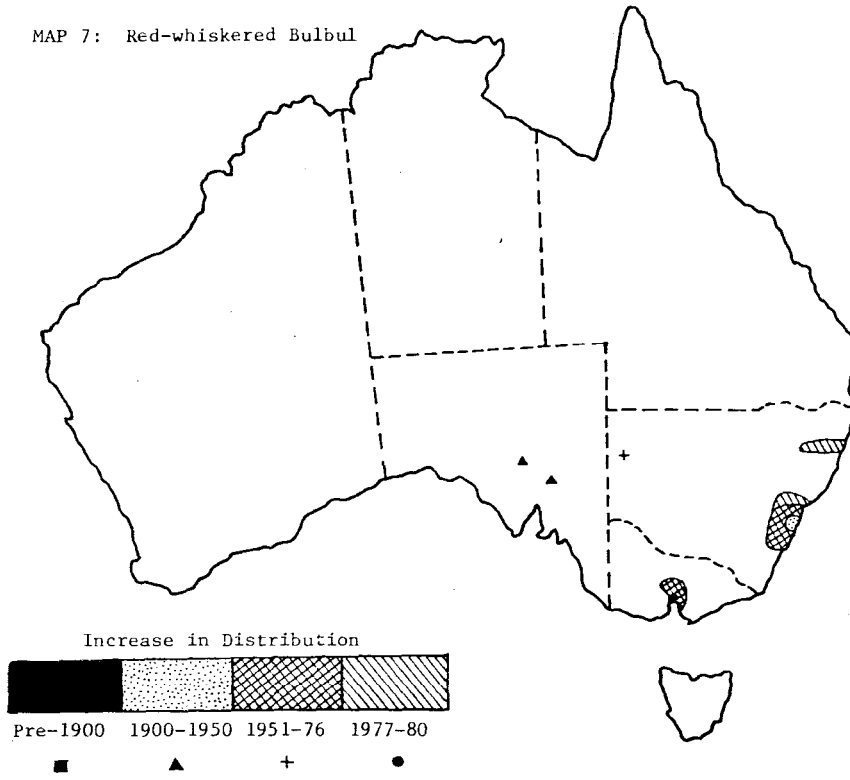 MAP 7: Red-whiskered Bulbul
Increase in Distribution
Pre-1900 1900-1950 1951-76 1977-80